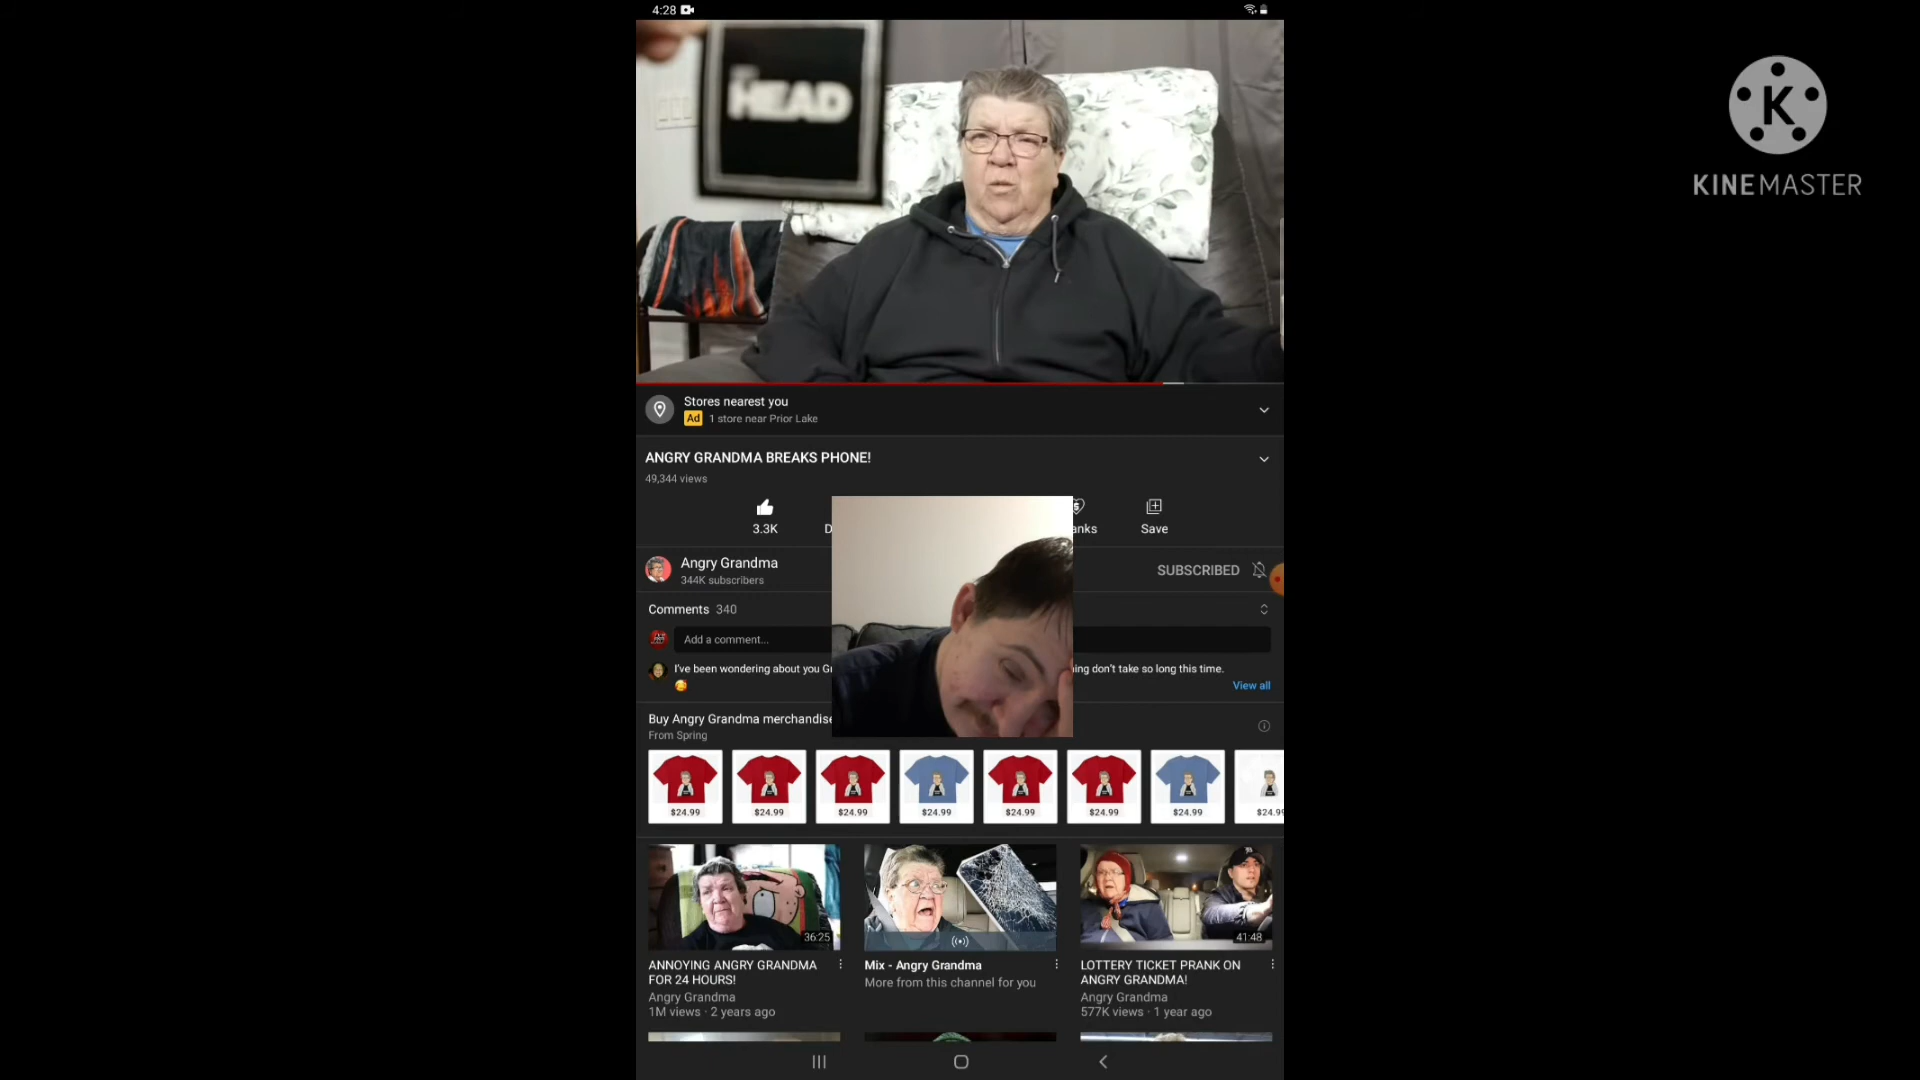 4:28
HEAD
K
KINEMASTER
Stores nearest you
Ad 1 store near Prior Lake
ANGRY GRANDMA BREAKS PHONE!
49,344 views
3.3K
D
anks
Save
Angry Grandma
344K subscribers
SUBSCRIBED
Comments 340
Add a comment...
I've been wondering about you Gr
ing don't take so long this time.
View all
Buy Angry Grandma merchandise
From Spring
$24.99 $24.99 $24.99 $24.99 $24.99 $24.99 $24.99 $24.99
36:25
41:48
ANNOYING ANGRY GRANDMA
FOR 24 HOURS!
Angry Grandma
1M views · 2 years ago
Mix - Angry Grandma
More from this channel for you
LOTTERY TICKET PRANK ON
ANGRY GRANDMA!
Angry Grandma
577K views · 1 year ago